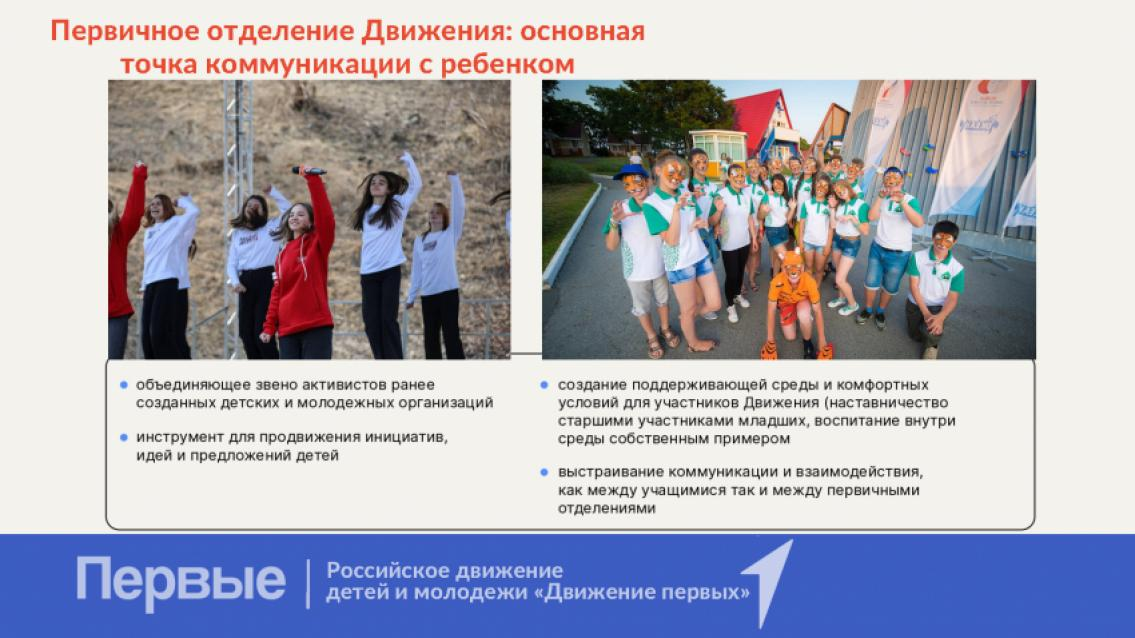 Первичное отделение Движения: основная
точка коммуникации с ребенком
объединяющее звено активистов ранее
созданных детских и молодежных организаций
инструмент для продвижения инициатив,
идей и предложений детей
создание поддерживающей среды и комфортных
условий для участников Движения (наставничество
старшими участниками младших, воспитание внутри
среды собственным примером
выстраивание коммуникации и взаимодействия,
как между учащимися так и между первичными
отделениями
Первые
Российское движение
детей и молодежи «Движение первых»